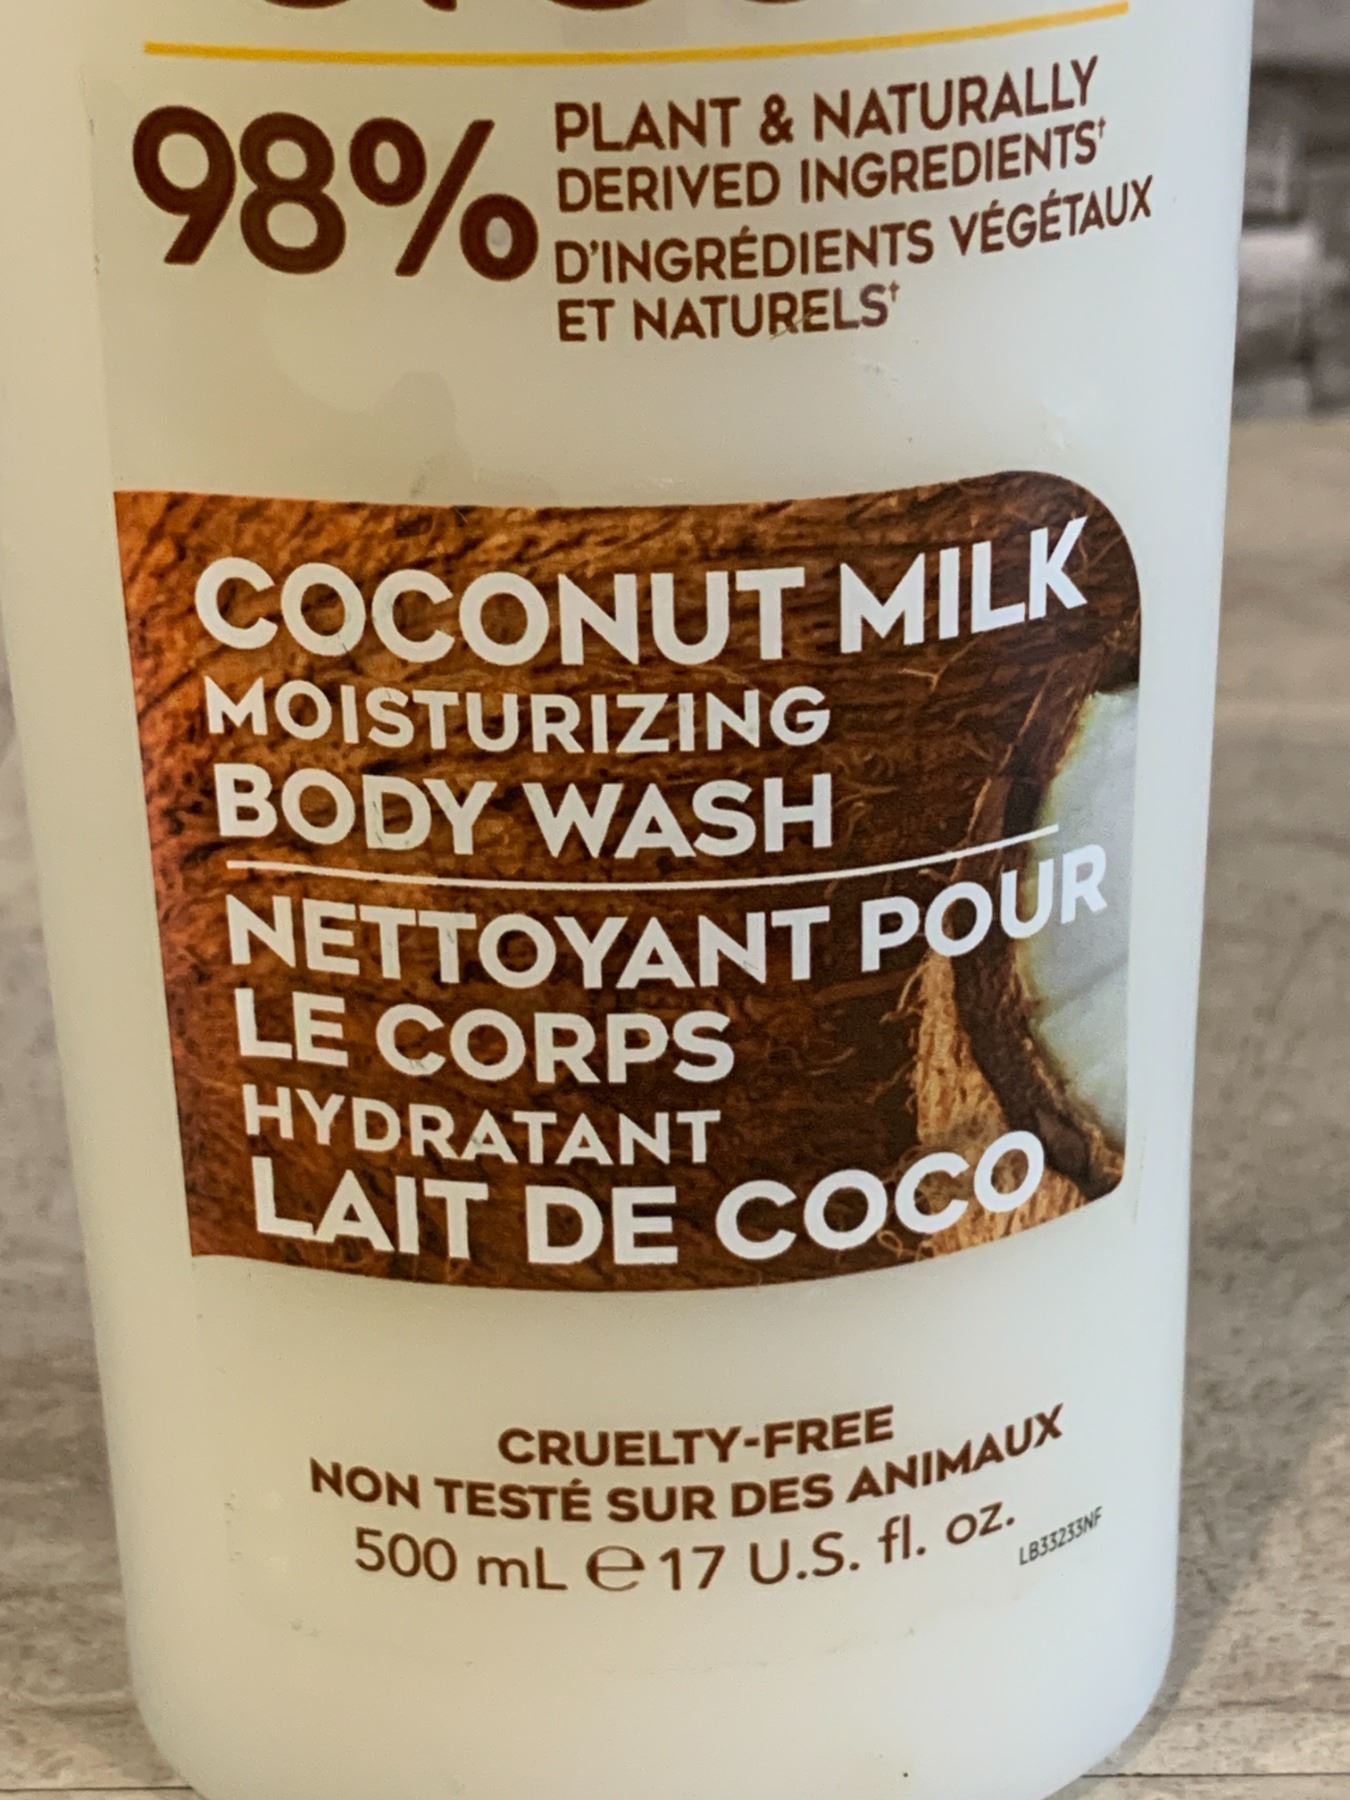 98%
PLANT & NATURALLY
DERIVED INGREDIENTS†
D'INGRÉDIENTS VÉGÉTAUX
ET NATURELS†
COCONUT MILK
MOISTURIZING
BODY WASH
NETTOYANT POUR
LE CORPS
HYDRATANT
LAIT DE COCO
CRUELTY-FREE
NON TESTÉ SUR DES ANIMAUX
500 mL ℮ 17 U.S. fl. oz.
LB33233NF